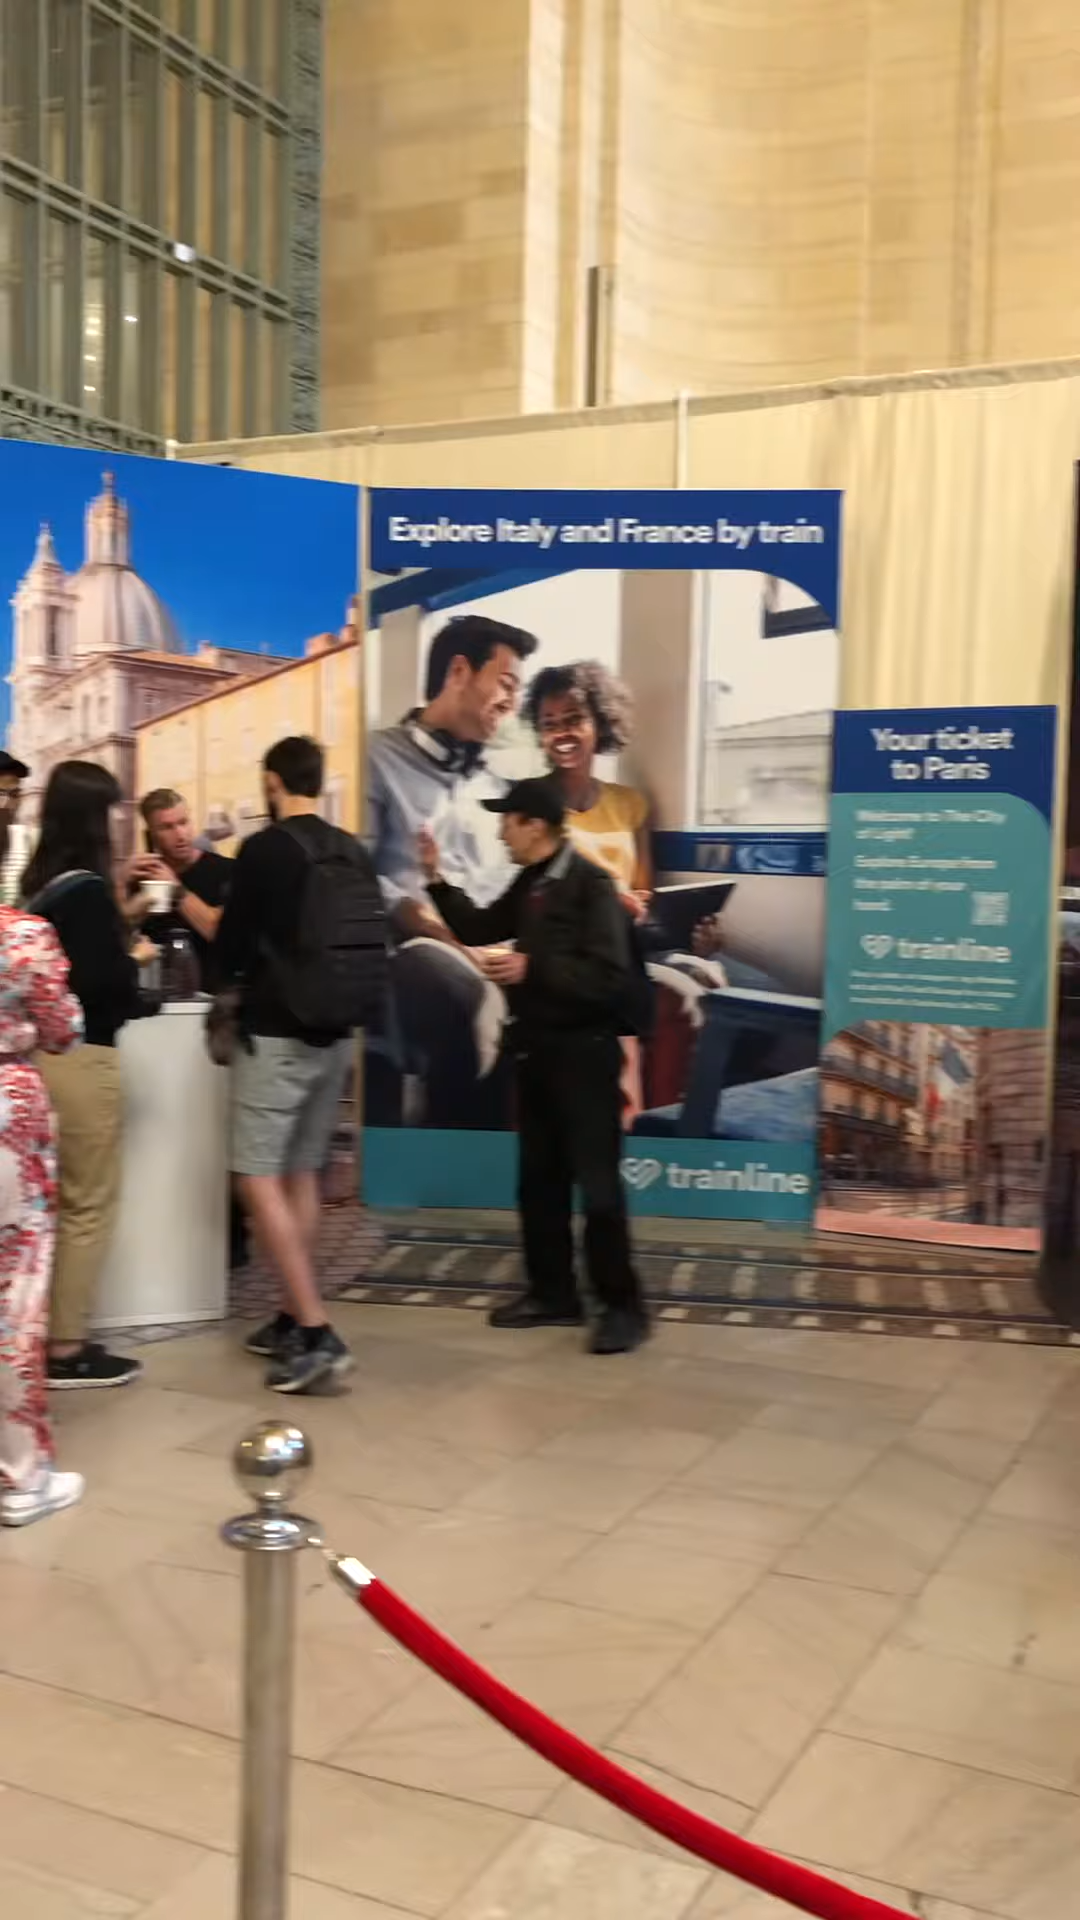 Explore Italy and France by train
trainline
Your ticket
to Paris
Welcome to The City
of Light!
Explore Europe from
the palm of your
hand.
trainline